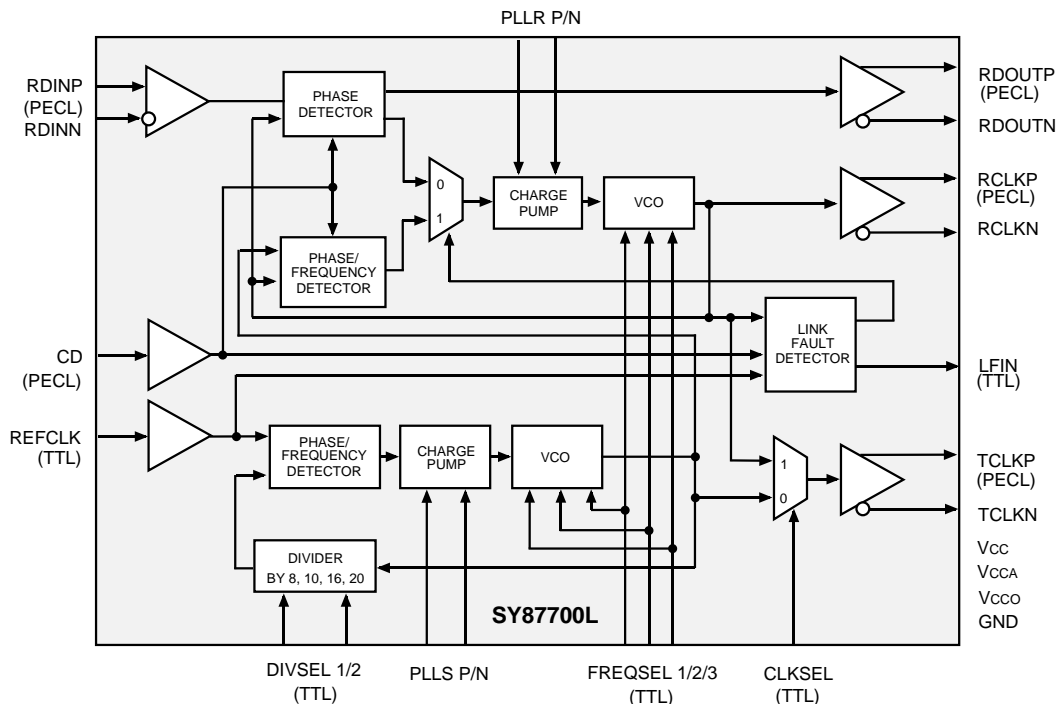 PLLR P/N
RDINP
(PECL)
RDINN
PHASE
DETECTOR
RDOUTP
(PECL)
RDOUTN
0
1
CHARGE
PUMP
VCO
RCLKP
(PECL)
RCLKN
PHASE/
FREQUENCY
DETECTOR
LINK
FAULT
DETECTOR
CD
(PECL)
LFIN
(TTL)
REFCLK
(TTL)
PHASE/
FREQUENCY
DETECTOR
CHARGE
PUMP
VCO
1
0
TCLKP
(PECL)
TCLKN
DIVIDER
BY 8, 10, 16, 20
VCC
VCCA
VCCO
GND
SY87700L
DIVSEL 1/2
(TTL)
PLLS P/N
FREQSEL 1/2/3
(TTL)
CLKSEL
(TTL)